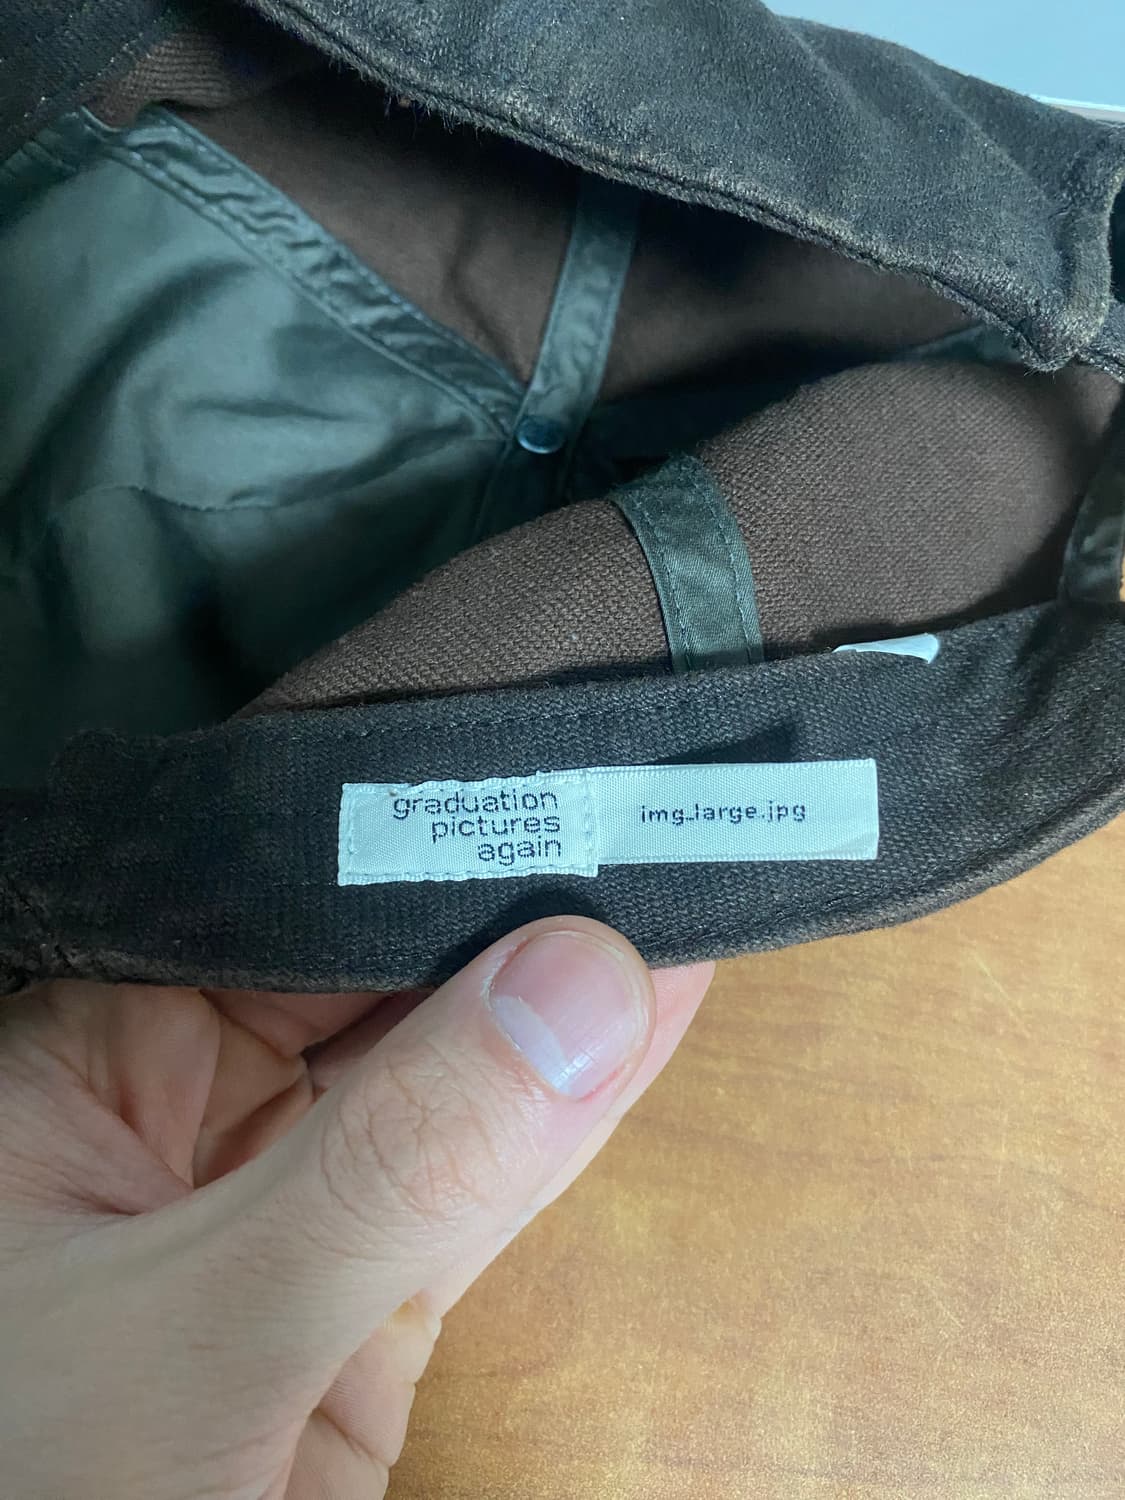 graduation
pictures
again
img_large.jpg